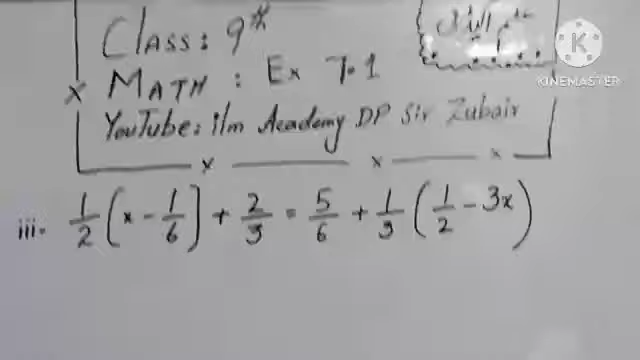 Class: 9th
Math: Ex 7.1
YouTube: ilm Academy DP Sir Zubair
KINEMASTER
iii. 1/2 (x - 1/6) + 2/3 = 5/6 + 1/3 (1/2 - 3x)